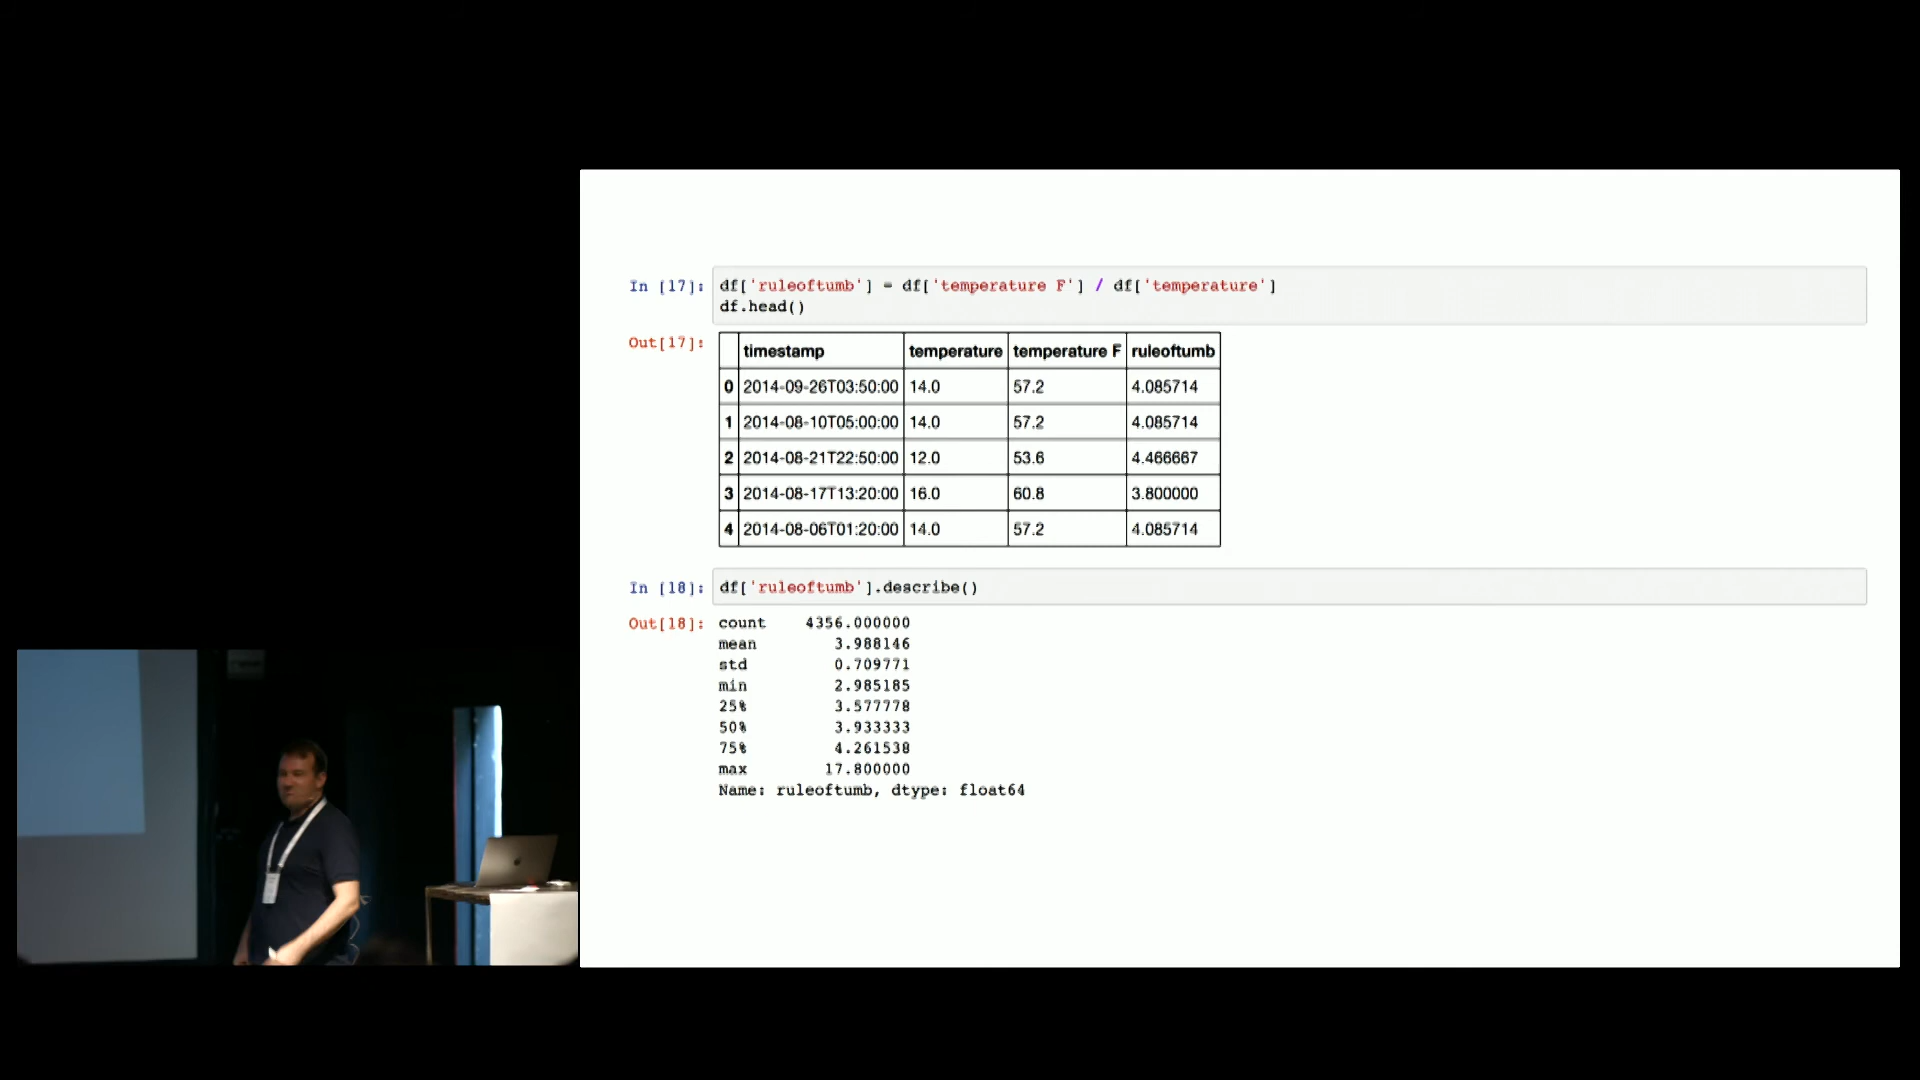 In [17]: df['ruleoftumb'] = df['temperature F'] / df['temperature']
df.head()
Out[17]:
timestamp temperature temperature F ruleoftumb
0 2014-09-26T03:50:00 14.0 57.2 4.085714
1 2014-08-10T05:00:00 14.0 57.2 4.085714
2 2014-08-21T22:50:00 12.0 53.6 4.466667
3 2014-08-17T13:20:00 16.0 60.8 3.800000
4 2014-08-06T01:20:00 14.0 57.2 4.085714
In [18]: df['ruleoftumb'].describe()
Out[18]: count 4356.000000
mean 3.988146
std 0.709771
min 2.985185
25% 3.577778
50% 3.933333
75% 4.261538
max 17.800000
Name: ruleoftumb, dtype: float64